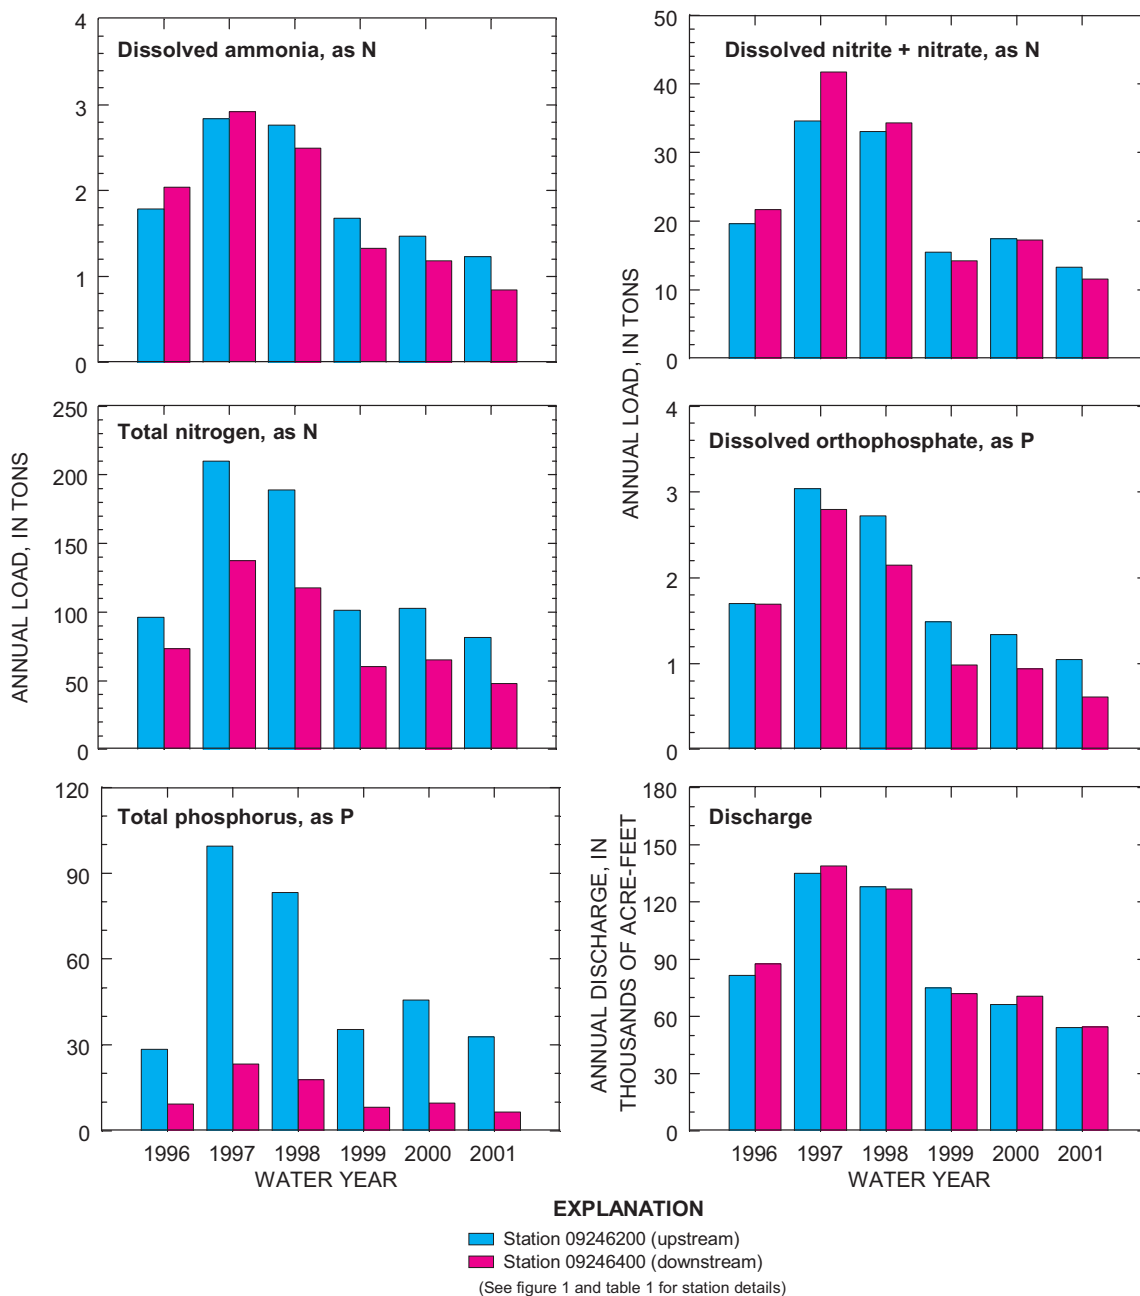 Dissolved ammonia, as N
4
3
2
1
0
Dissolved nitrite + nitrate, as N
50
40
30
20
10
0
Total nitrogen, as N
250
200
150
100
50
0
ANNUAL LOAD, IN TONS
Dissolved orthophosphate, as P
4
3
2
1
0
ANNUAL LOAD, IN TONS
Total phosphorus, as P
120
90
60
30
0
1996 1997 1998 1999 2000 2001
WATER YEAR
Discharge
180
150
120
90
60
30
0
ANNUAL DISCHARGE, IN
THOUSANDS OF ACRE-FEET
1996 1997 1998 1999 2000 2001
WATER YEAR
EXPLANATION
Station 09246200 (upstream)
Station 09246400 (downstream)
(See figure 1 and table 1 for station details)